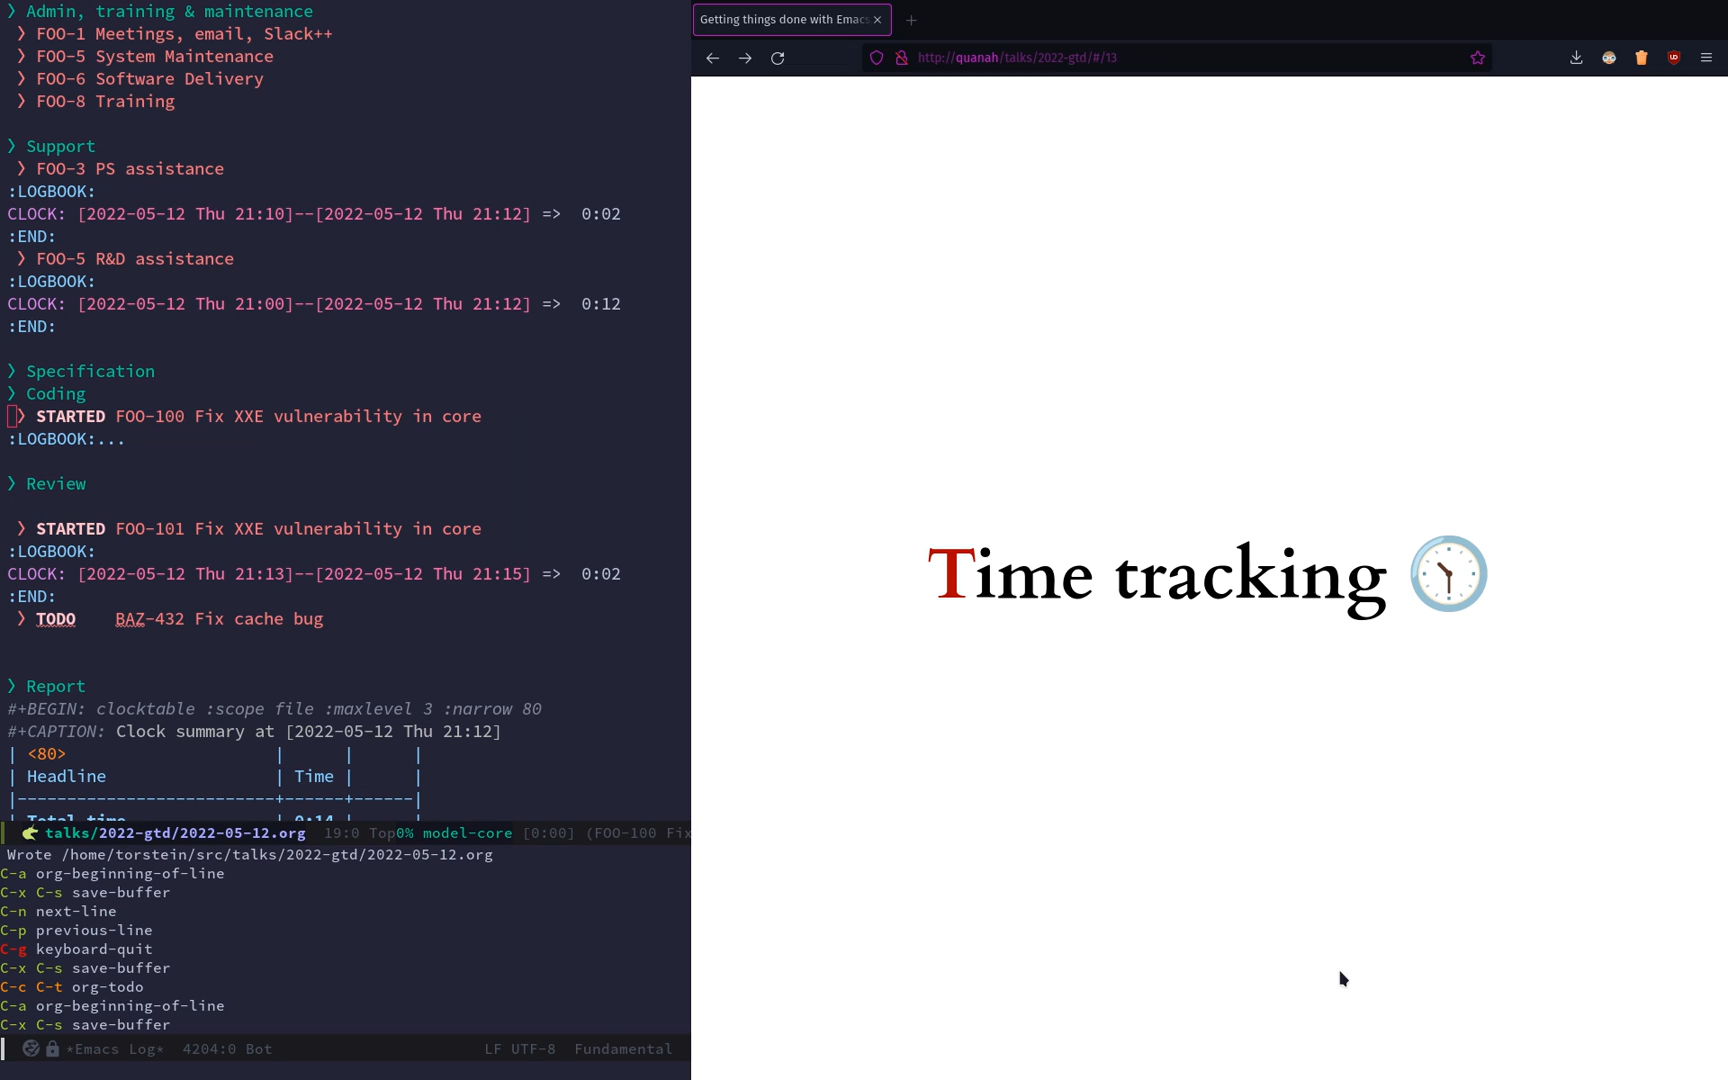 ❯ Admin, training & maintenance
❯ FOO-1 Meetings, email, Slack++
❯ FOO-5 System Maintenance
❯ FOO-6 Software Delivery
❯ FOO-8 Training
❯ Support
❯ FOO-3 PS assistance
:LOGBOOK:
CLOCK: [2022-05-12 Thu 21:10]--[2022-05-12 Thu 21:12] => 0:02
:END:
❯ FOO-5 R&D assistance
:LOGBOOK:
CLOCK: [2022-05-12 Thu 21:00]--[2022-05-12 Thu 21:12] => 0:12
:END:
❯ Specification
❯ Coding
❯ STARTED FOO-100 Fix XXE vulnerability in core
:LOGBOOK:...
❯ Review
❯ STARTED FOO-101 Fix XXE vulnerability in core
:LOGBOOK:
CLOCK: [2022-05-12 Thu 21:13]--[2022-05-12 Thu 21:15] => 0:02
:END:
❯ TODO BAZ-432 Fix cache bug
❯ Report
#+BEGIN: clocktable :scope file :maxlevel 3 :narrow 80
#+CAPTION: Clock summary at [2022-05-12 Thu 21:12]
| <80> | | |
| Headline | Time | |
|--------------------------+------+------|
| Total time | 0:14 |
talks/2022-gtd/2022-05-12.org 19:0 Top0% model-core [0:00] (FOO-100 Fix
Wrote /home/torstein/src/talks/2022-gtd/2022-05-12.org
C-a org-beginning-of-line
C-x C-s save-buffer
C-n next-line
C-p previous-line
C-g keyboard-quit
C-x C-s save-buffer
C-c C-t org-todo
C-a org-beginning-of-line
C-x C-s save-buffer
*Emacs Log* 4204:0 Bot LF UTF-8 Fundamental
Getting things done with Emacs
http://quanah/talks/2022-gtd/#/13
Time tracking